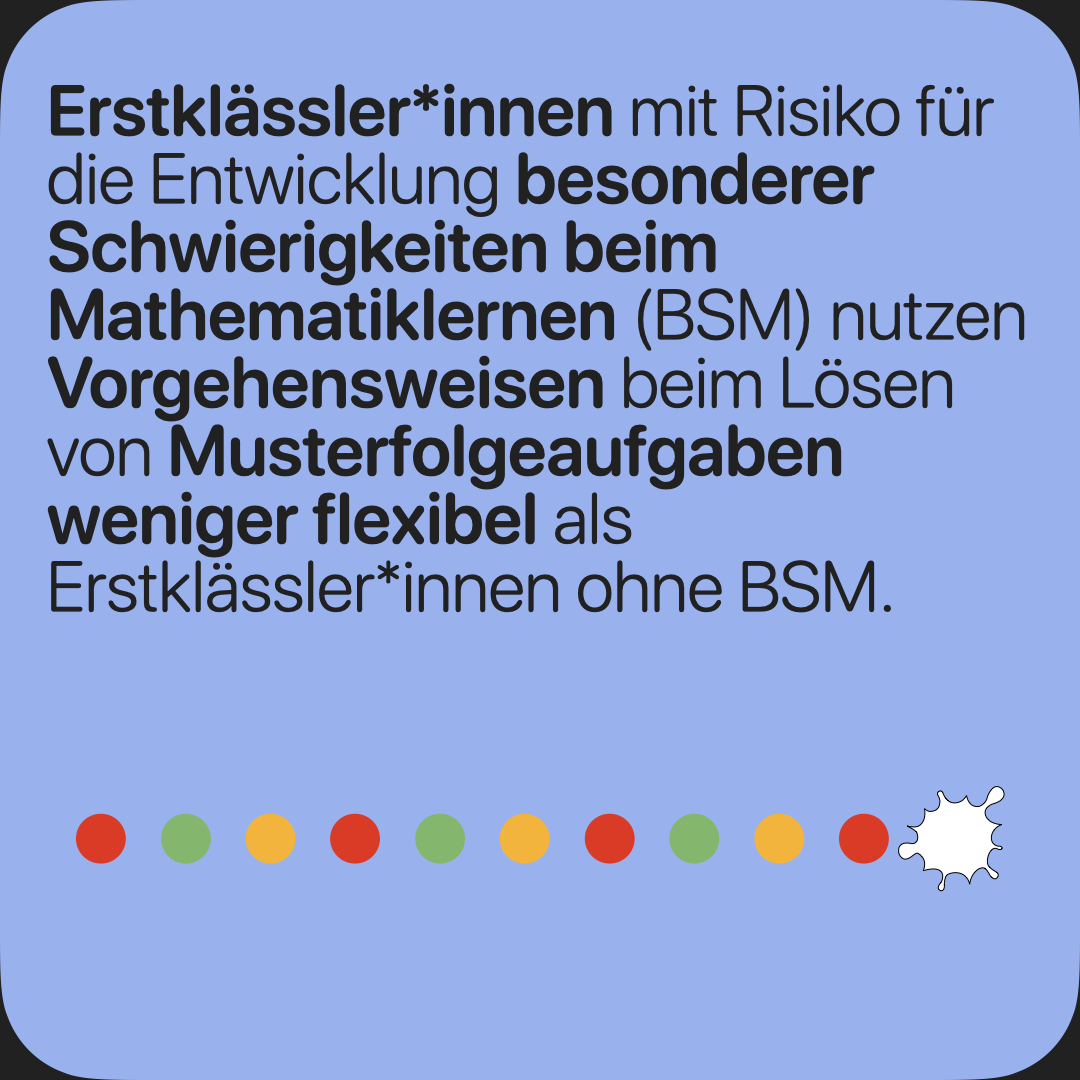 Erstklässler*innen mit Risiko für
die Entwicklung besonderer
Schwierigkeiten beim
Mathematiklernen (BSM) nutzen
Vorgehensweisen beim Lösen
von Musterfolgeaufgaben
weniger flexibel als
Erstklässler*innen ohne BSM.